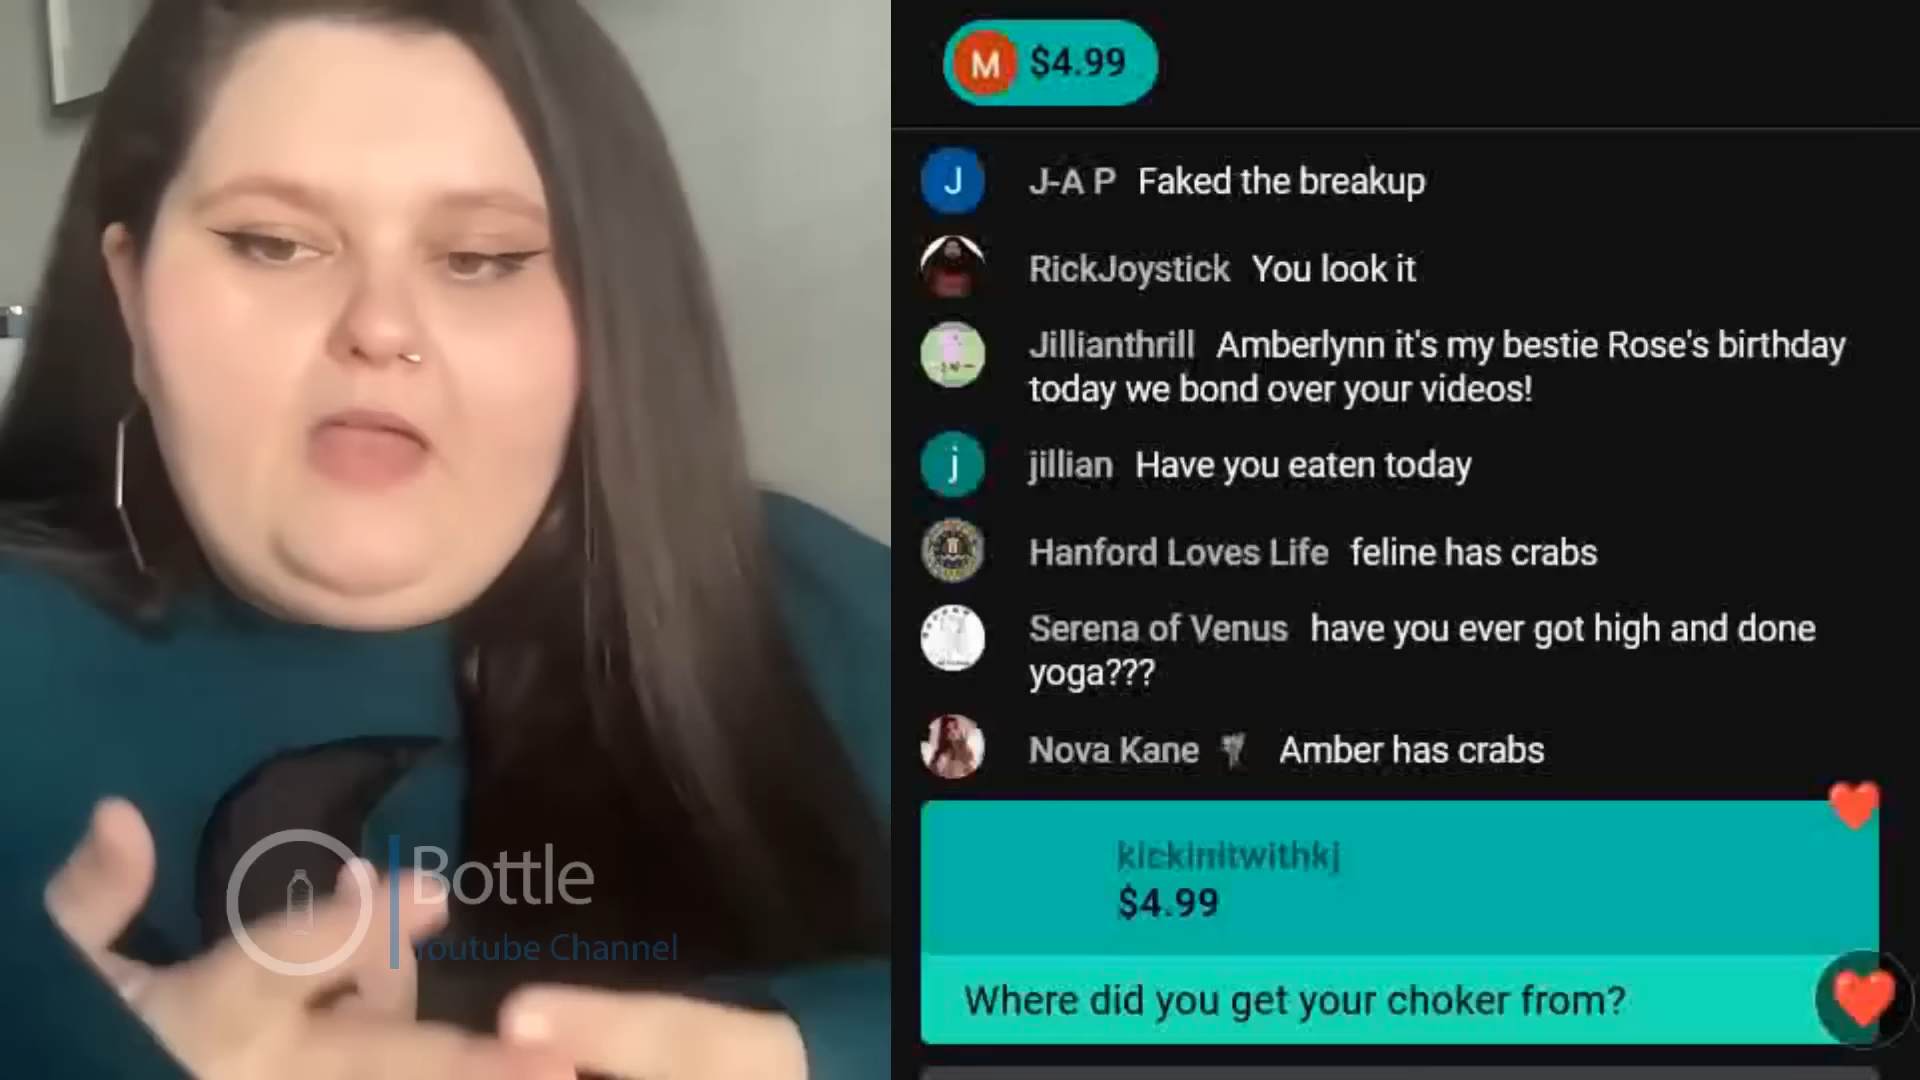 M $4.99
J J-A P Faked the breakup
RickJoystick You look it
Jillianthrill Amberlynn it's my bestie Rose's birthday
today we bond over your videos!
j jillian Have you eaten today
Hanford Loves Life feline has crabs
Serena of Venus have you ever got high and done
yoga???
Nova Kane Amber has crabs
kickinitwithkj
$4.99
Where did you get your choker from?
Bottle
Youtube Channel